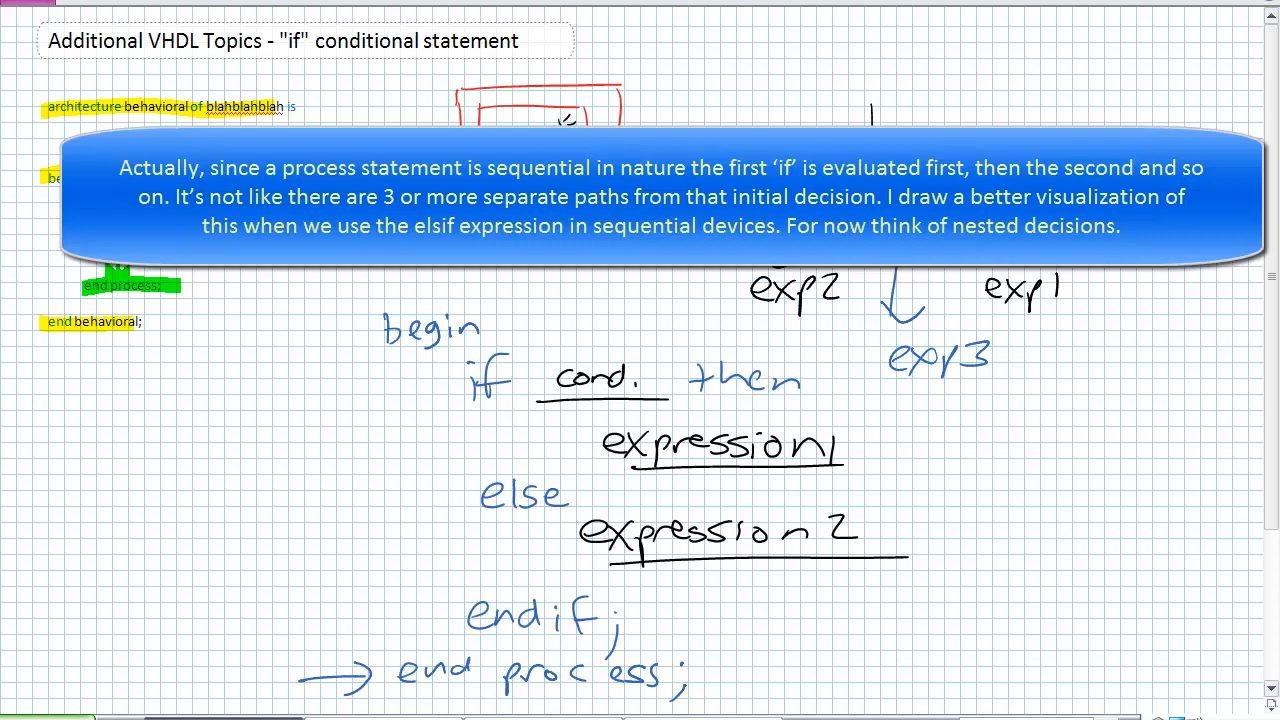 Additional VHDL Topics - "if" conditional statement
architecture behavioral of blahblahblah is
Actually, since a process statement is sequential in nature the first ‘if’ is evaluated first, then the second and so
on. It’s not like there are 3 or more separate paths from that initial decision. I draw a better visualization of
this when we use the elsif expression in sequential devices. For now think of nested decisions.
end process;
exp2
exp1
end behavioral;
begin
exp3
if cond. then
expression1
else
expression 2
end if;
end process;